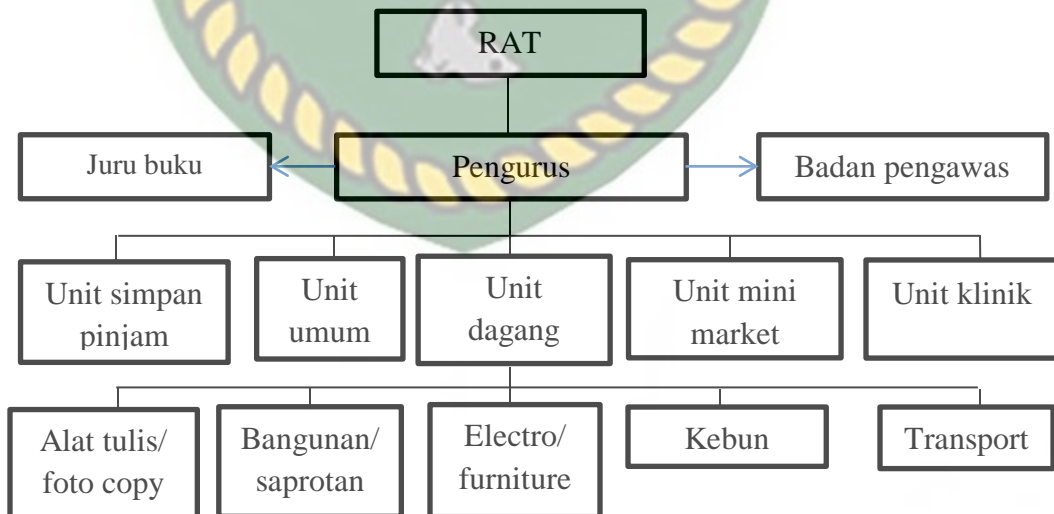 RAT
Juru buku
Pengurus
Badan pengawas
Unit simpan
pinjam
Unit
umum
Unit
dagang
Unit mini
market
Unit klinik
Alat tulis/
foto copy
Bangunan/
saprotan
Electro/
furniture
Kebun
Transport